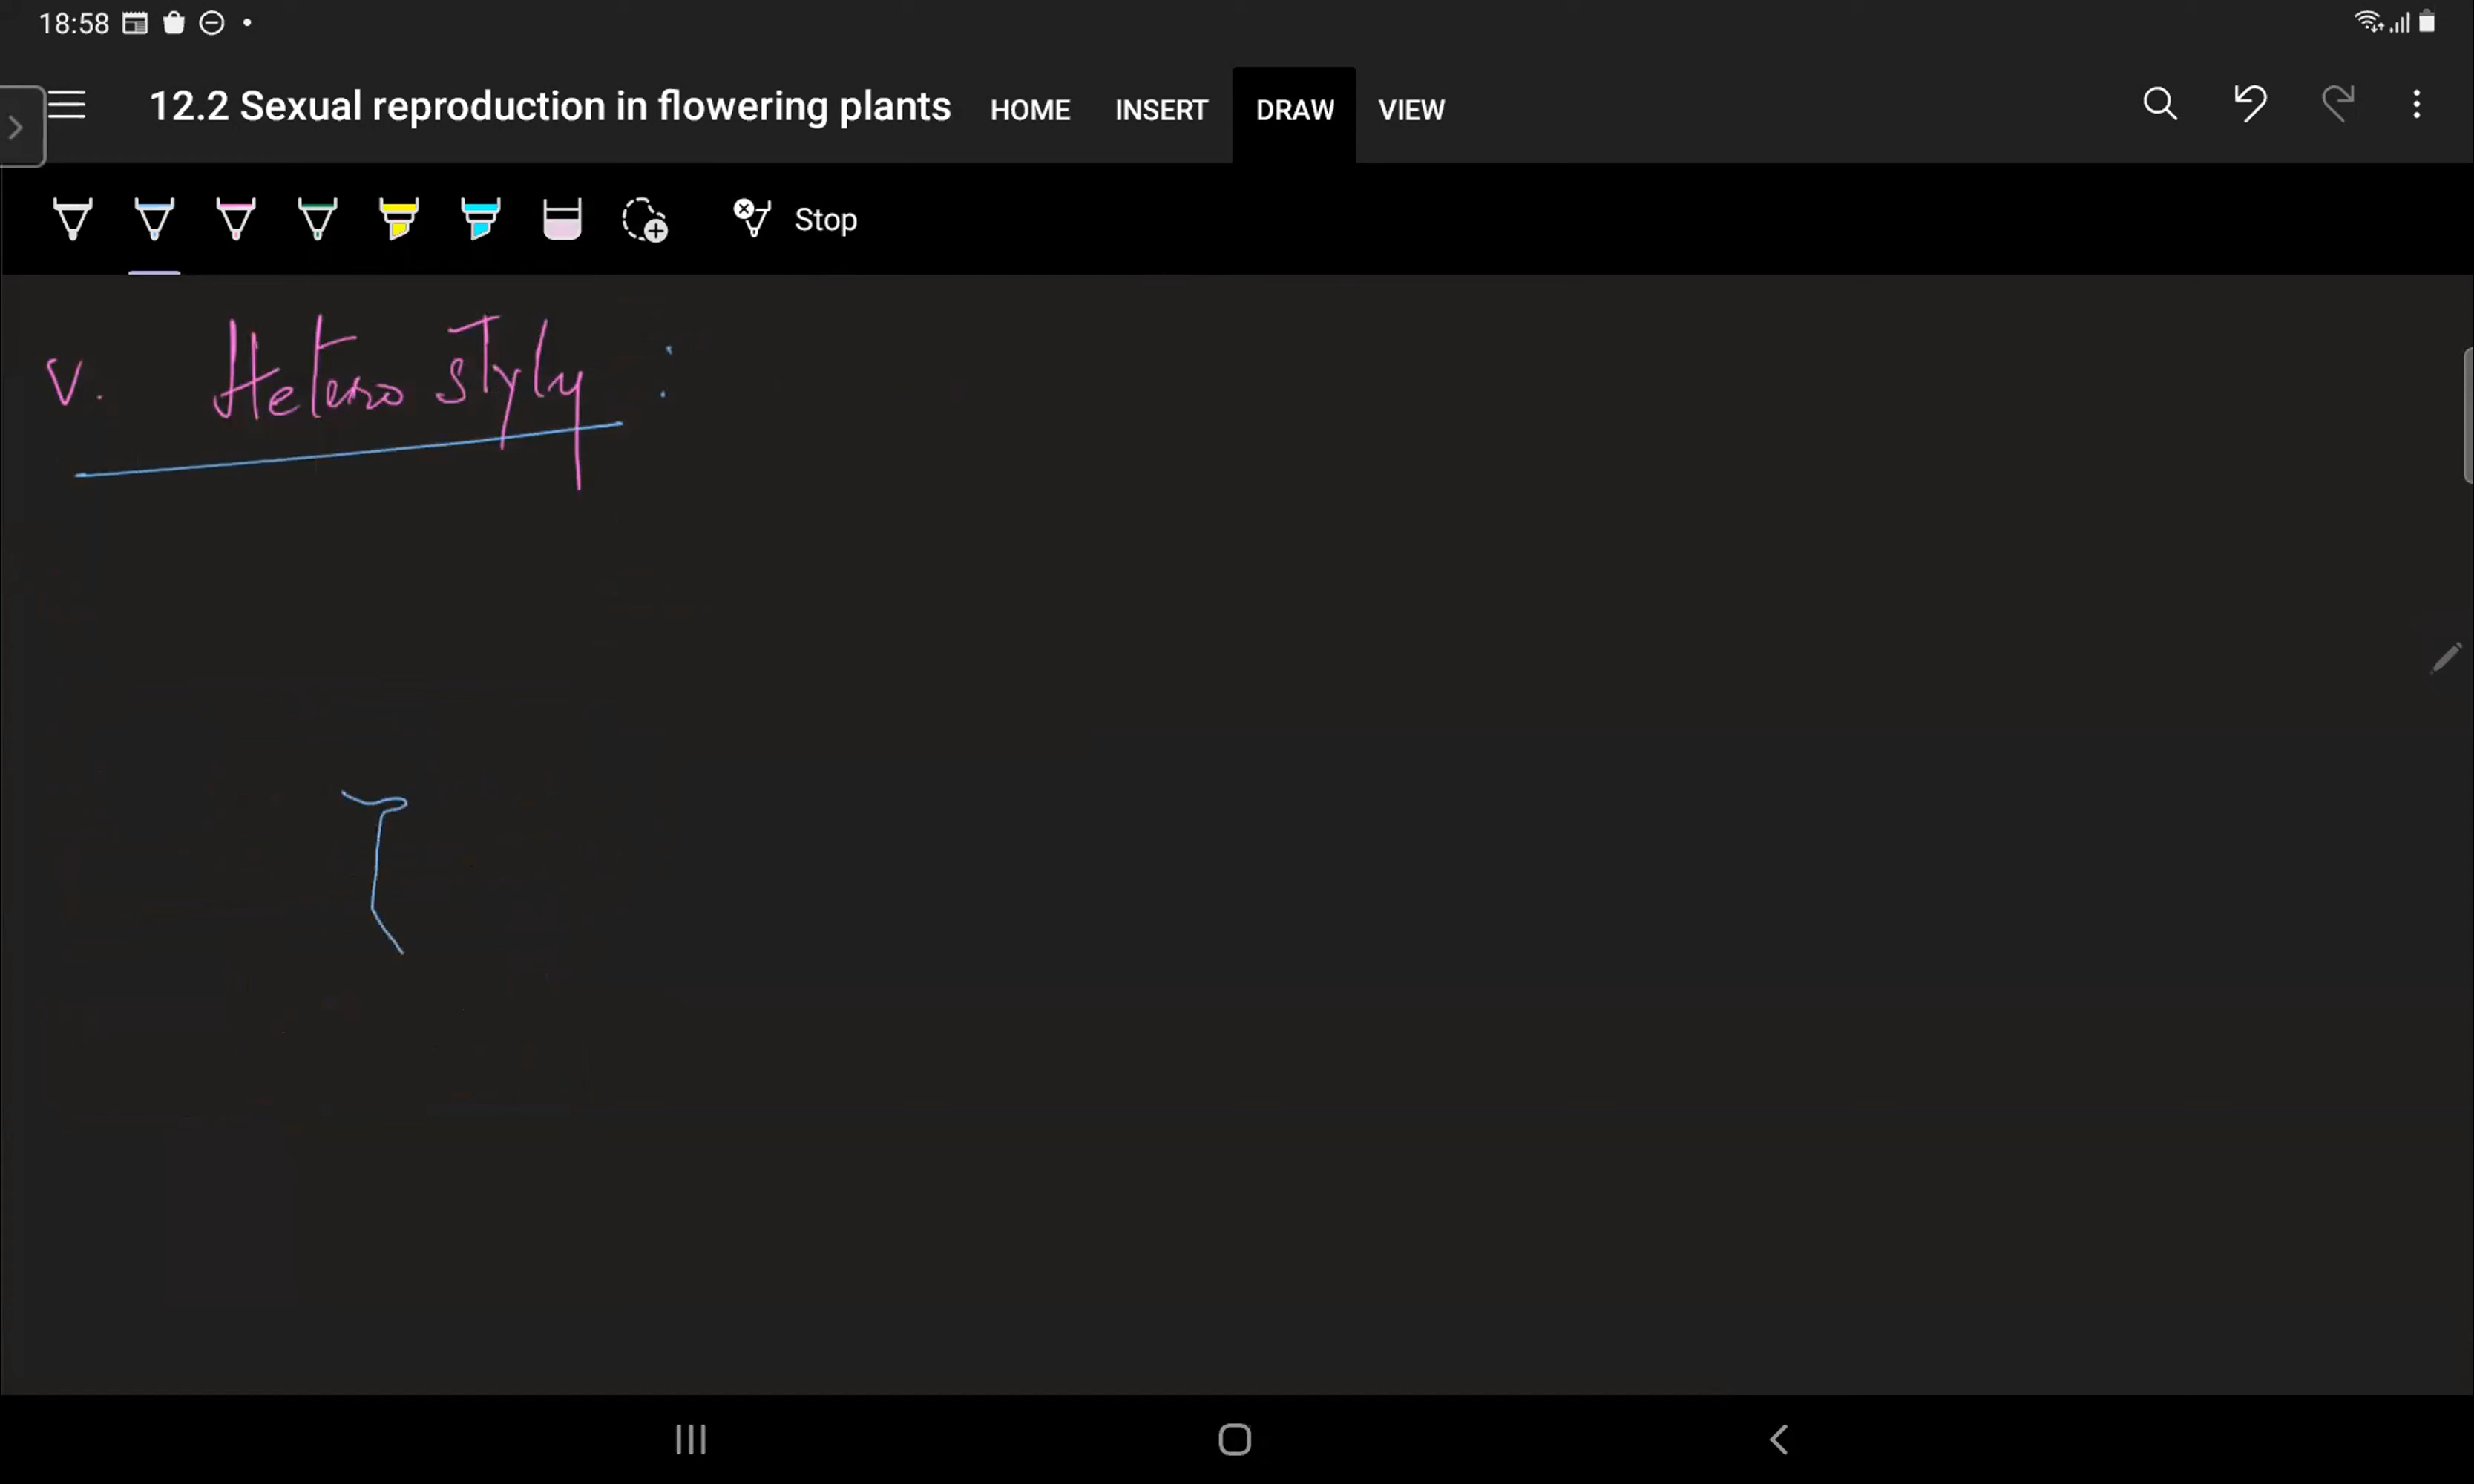 18:58
12.2 Sexual reproduction in flowering plants HOME INSERT DRAW VIEW
Stop
V. Hetero styly :